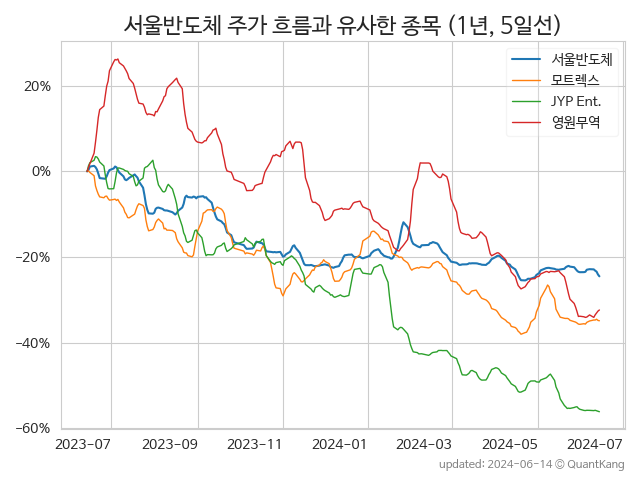 서울반도체 주가 흐름과 유사한 종목 (1년, 5일선)
서울반도체
모트렉스
JYP Ent.
영원무역
20%
0%
−20%
−40%
−60%
2023-07 2023-09 2023-11 2024-01 2024-03 2024-05 2024-07
updated: 2024-06-14 © QuantKang